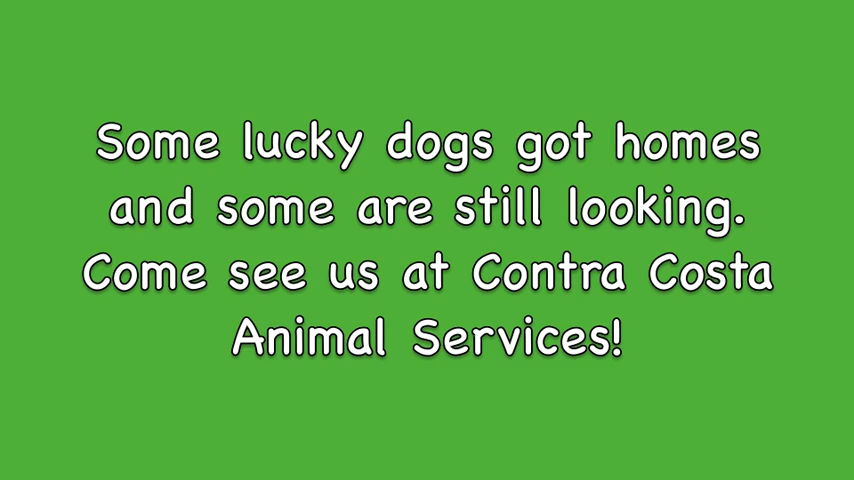 Some lucky dogs got homes
and some are still looking.
Come see us at Contra Costa
Animal Services!